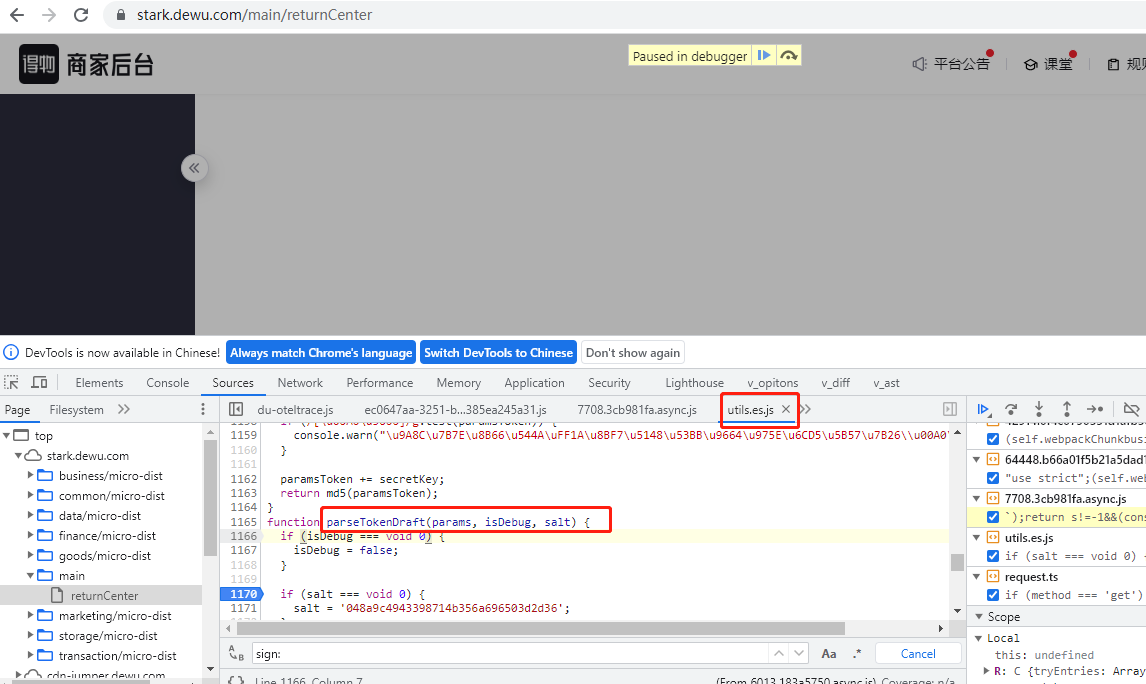 stark.dewu.com/main/returnCenter
得物 商家后台
Paused in debugger
平台公告
课堂
DevTools is now available in Chinese!
Always match Chrome's language
Switch DevTools to Chinese
Don't show again
Elements Console Sources Network Performance Memory Application Security Lighthouse v_opitons v_diff v_ast
Page Filesystem
du-oteltrace.js ec0647aa-3251-b...385ea245a31.js 7708.3cb981fa.async.js utils.es.js
top
stark.dewu.com
business/micro-dist
common/micro-dist
data/micro-dist
finance/micro-dist
goods/micro-dist
main
returnCenter
marketing/micro-dist
storage/micro-dist
transaction/micro-dist
cdn-jumper.dewu.com
1159 console.warn("\u9A8C\u7B7E\u8B66\u544A\uFF1A\u8BF7\u5148\u53BB\u9664\u975E\u6CD5\u5B57\u7B26\\u00A0
1160 }
1161
1162 paramsToken += secretKey;
1163 return md5(paramsToken);
1164 }
1165 function parseTokenDraft(params, isDebug, salt) {
1166 if (isDebug === void 0) {
1167 isDebug = false;
1168 }
1169
1170 if (salt === void 0) {
1171 salt = '048a9c4943398714b356a696503d2d36';
sign:
Aa .* Cancel
{} Line 1166, Column 7
(From 6013.183a5750.async.js) Coverage: n/a
(self.webpackChunkbusi
64448.b66a01f5b21a5dad1
"use strict";(self.web
7708.3cb981fa.async.js
`);return s!=-1&&(cons
utils.es.js
if (salt === void 0)
request.ts
if (method === 'get')
Scope
Local
this: undefined
R: C {tryEntries: Array